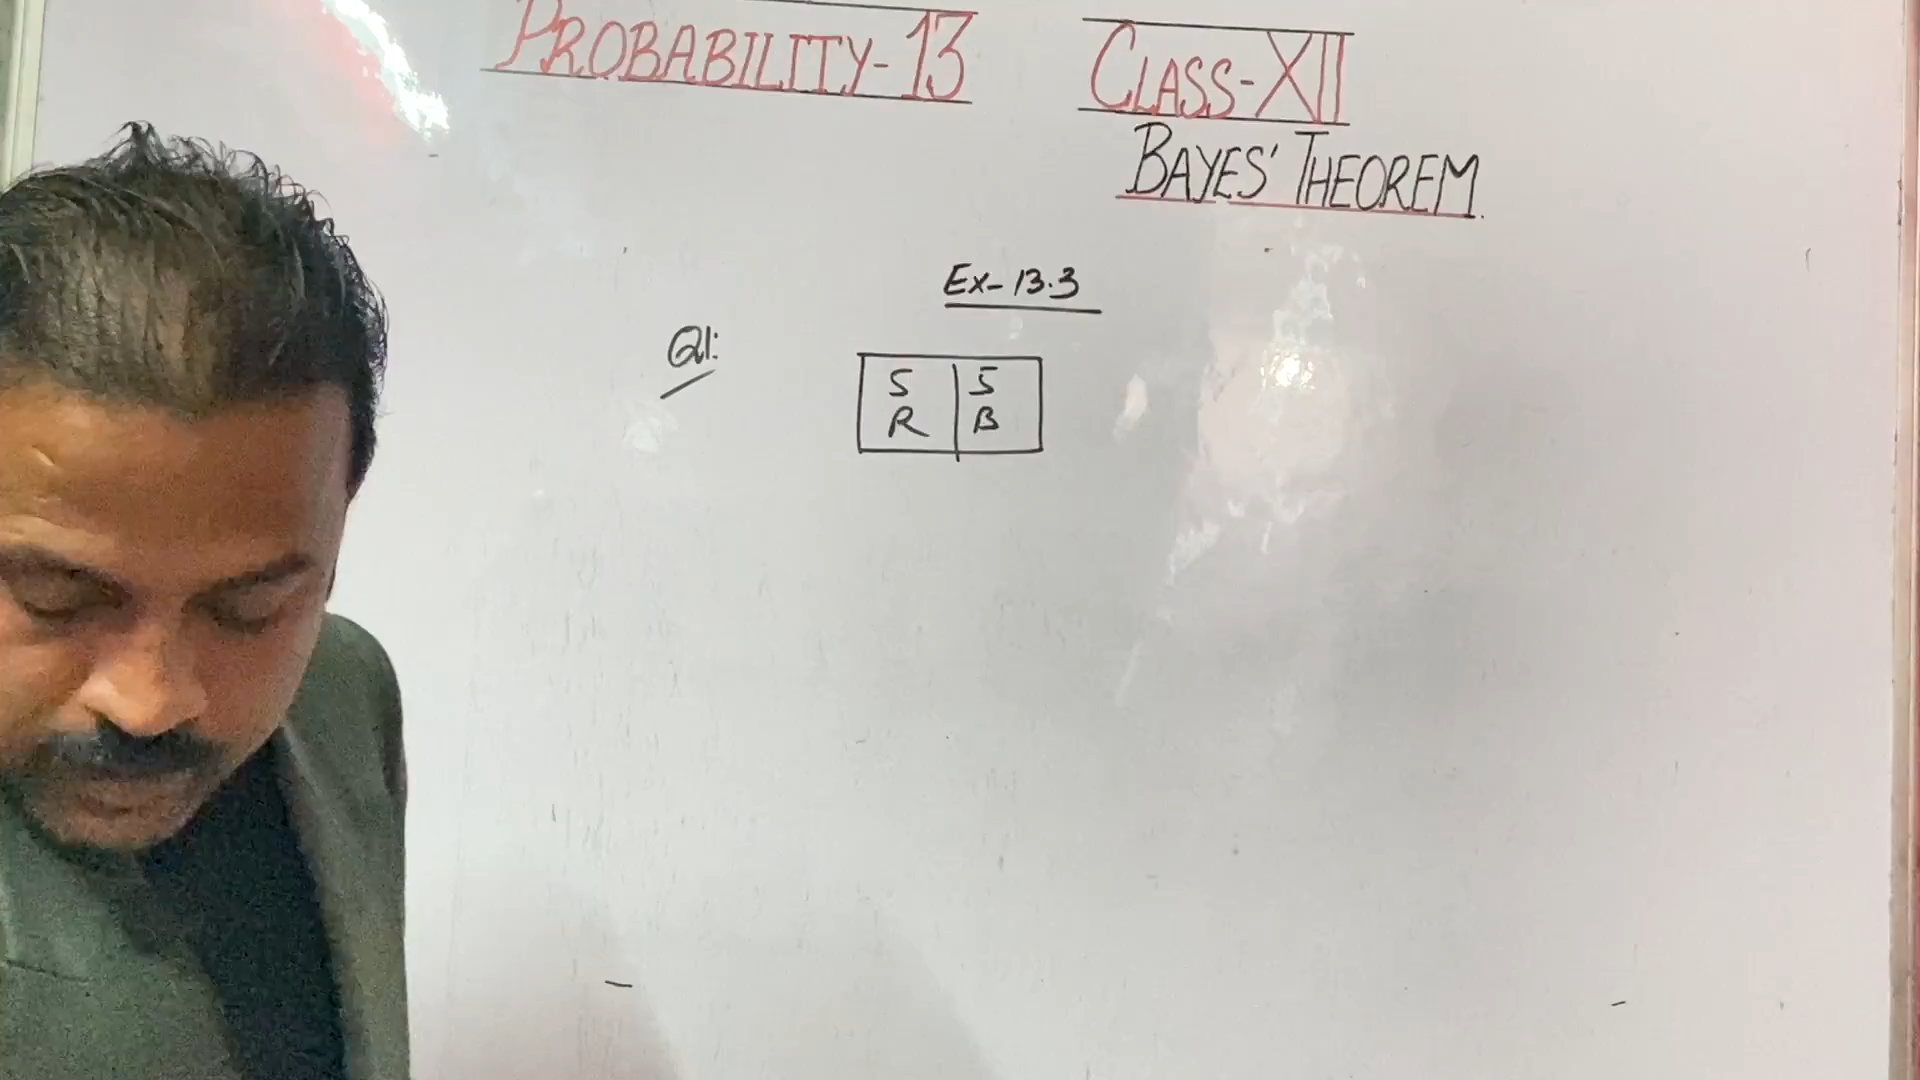 PROBABILITY-13 CLASS-XII
BAYES' THEOREM.
Ex-13.3
Q1:
5 5
R B